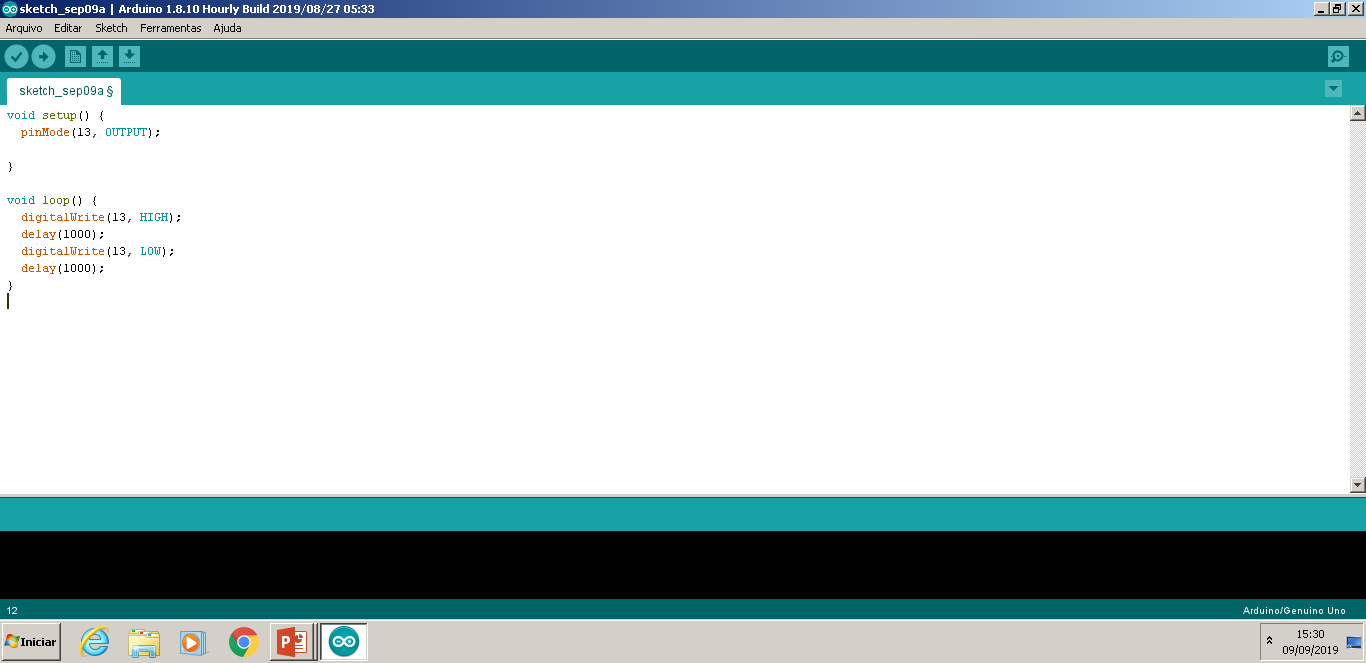 sketch_sep09a | Arduino 1.8.10 Hourly Build 2019/08/27 05:33
Arquivo Editar Sketch Ferramentas Ajuda
sketch_sep09a §
void setup() {
  pinMode(13, OUTPUT);
}
void loop() {
  digitalWrite(13, HIGH);
  delay(1000);
  digitalWrite(13, LOW);
  delay(1000);
}
12
Arduino/Genuino Uno
Iniciar
15:30
09/09/2019